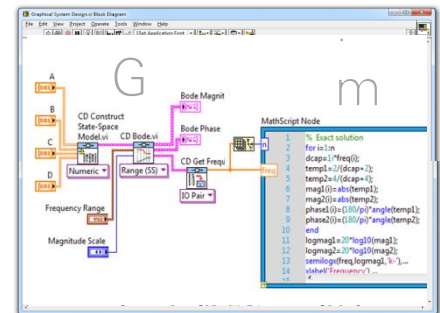 Graphical System Design.vi Block Diagram
File Edit View Project Operate Tools Window Help
15pt Application Font
G
m
A
B
C
D
CD Construct
State-Space
Model.vi
Numeric
CD Bode.vi
Range (SS)
Bode Magnit
Bode Phase
CD Get Frequ
IO Pair
Frequency Range
Magnitude Scale
MathScript Node
n
freq
1 % Exact solution
2 for i=1:n
3 dcap=1i*freq(i);
4 temp1=2/(dcap+2);
5 temp2=4/(dcap+4);
6 mag1(i)=abs(temp1);
7 mag2(i)=abs(temp2);
8 phase1(i)=(180/pi)*angle(temp1);
9 phase2(i)=(180/pi)*angle(temp2);
10 end
11 logmag1=20*log10(mag1);
12 logmag2=20*log10(mag2);
13 semilogx(freq,logmag1,'k-',...
14 xlabel('Frequency') ...